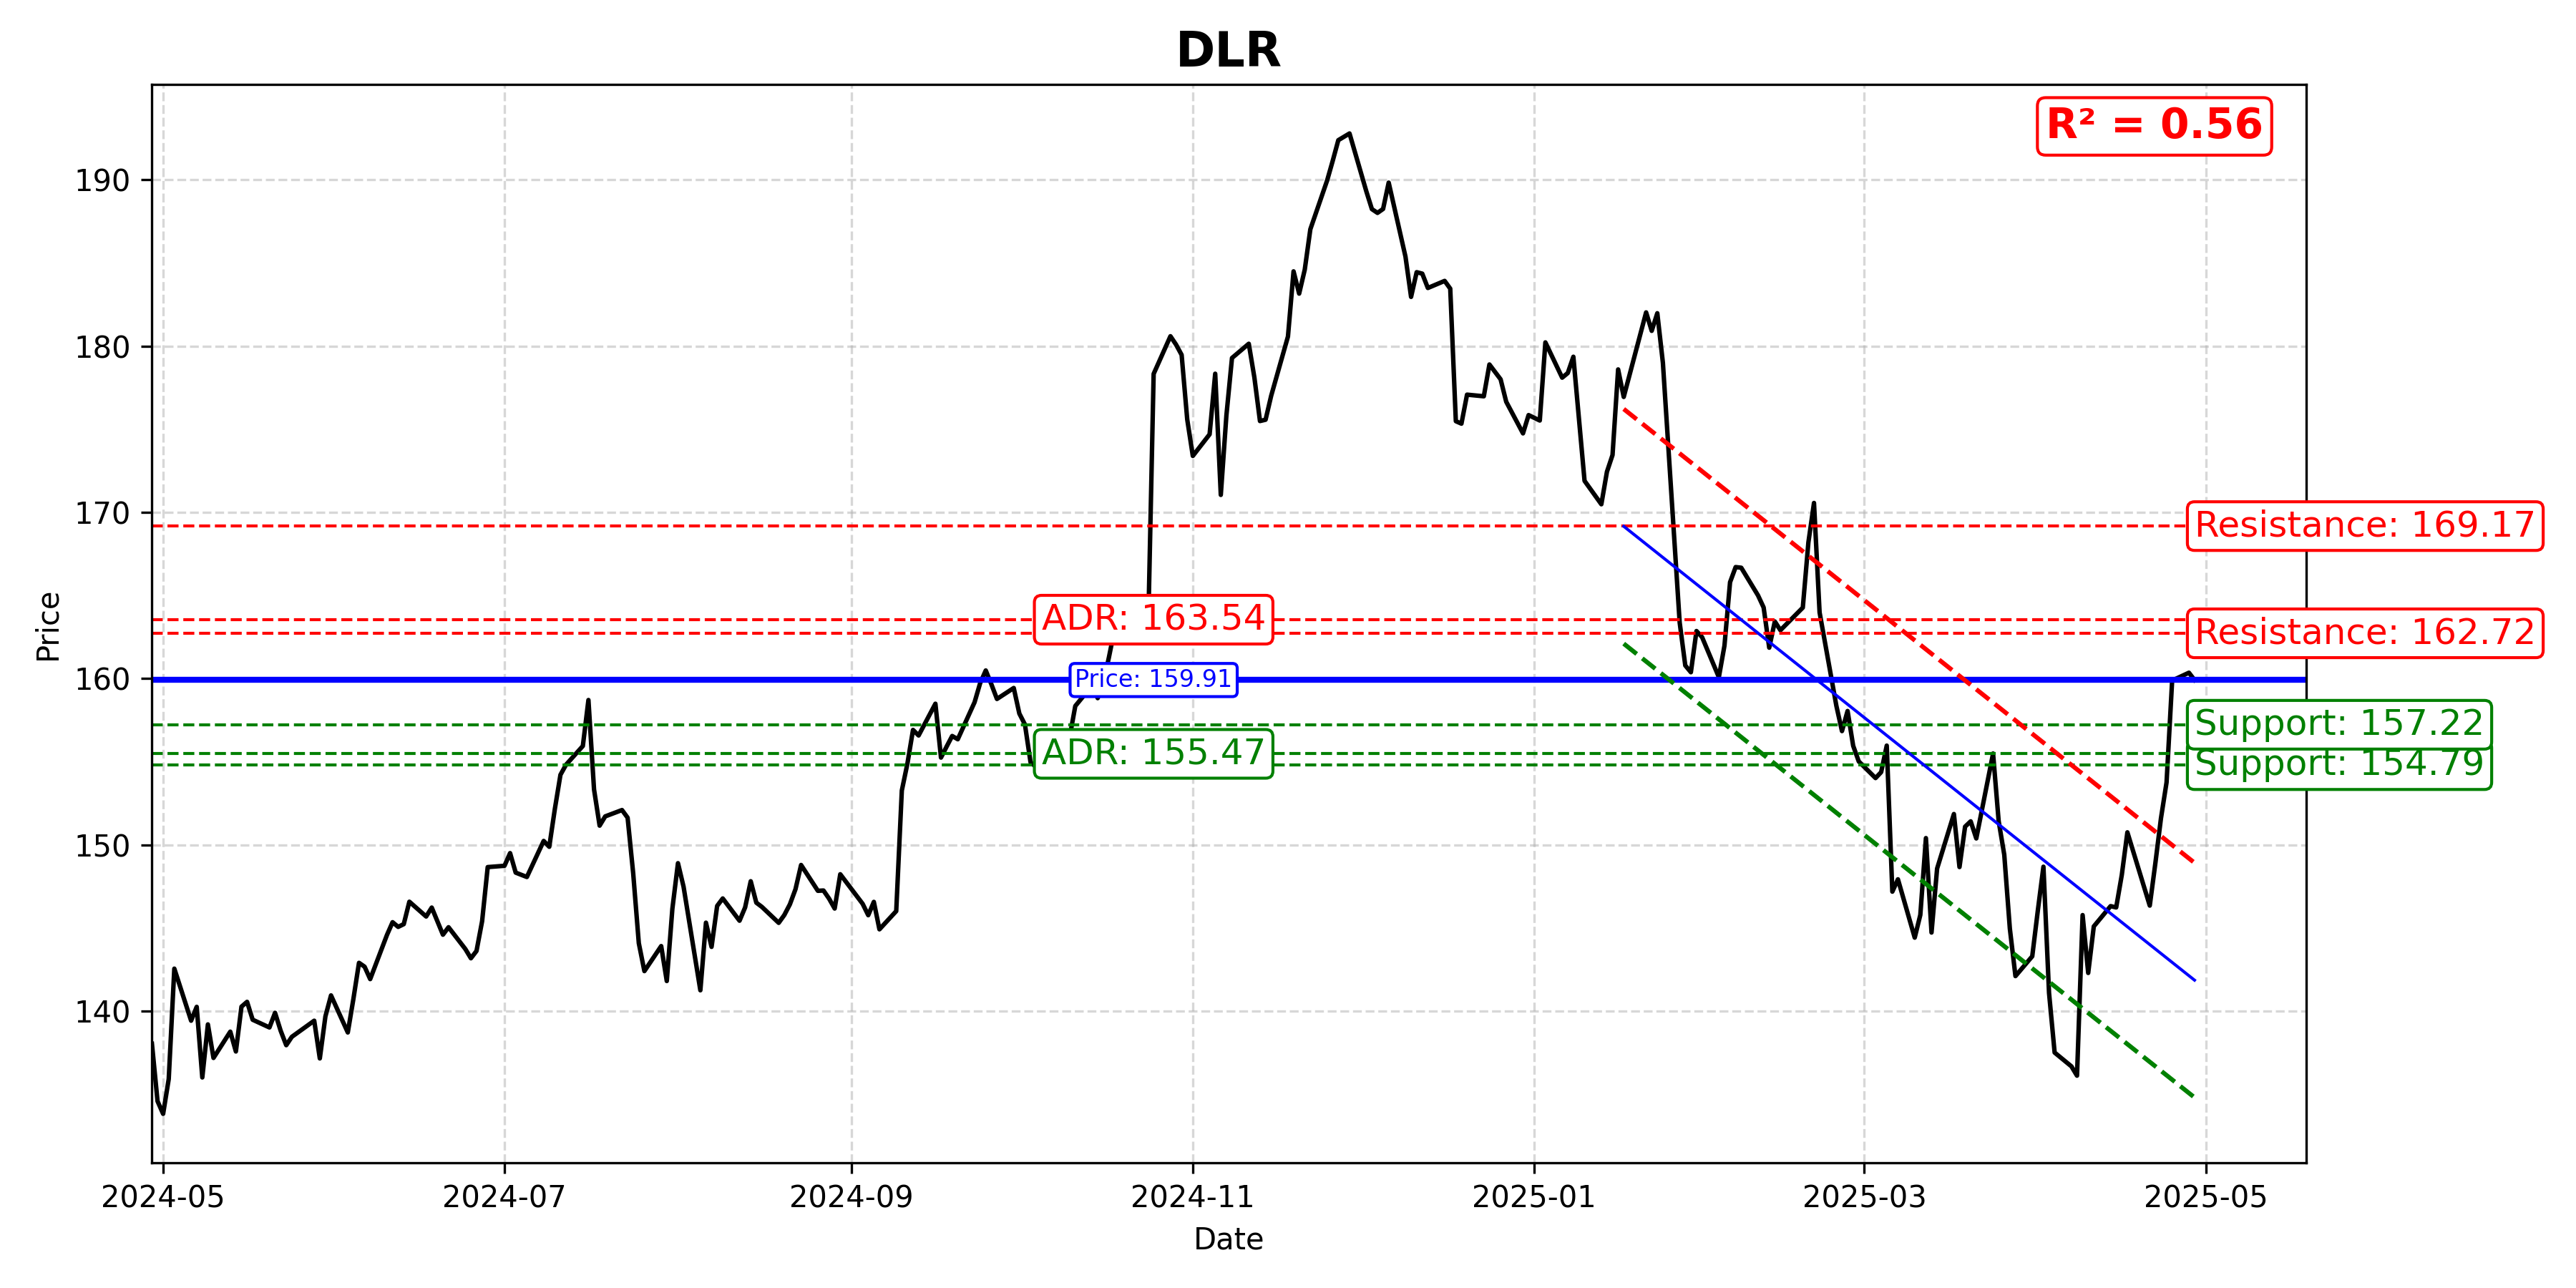 DLR
R² = 0.56
190
180
170
160
150
140
Price
Resistance: 169.17
ADR: 163.54
Resistance: 162.72
Price: 159.91
Support: 157.22
ADR: 155.47
Support: 154.79
2024-05
2024-07
2024-09
2024-11
2025-01
2025-03
2025-05
Date